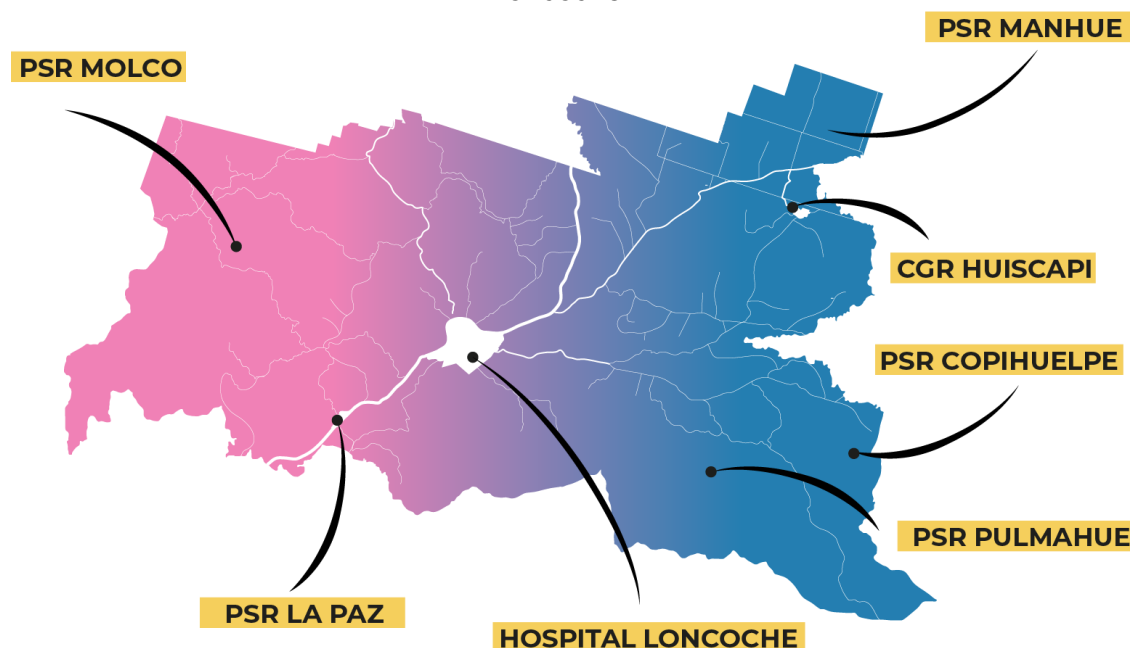 PSR MANHUE
PSR MOLCO
CGR HUISCAPI
PSR COPIHUELPE
PSR PULMAHUE
PSR LA PAZ
HOSPITAL LONCOCHE